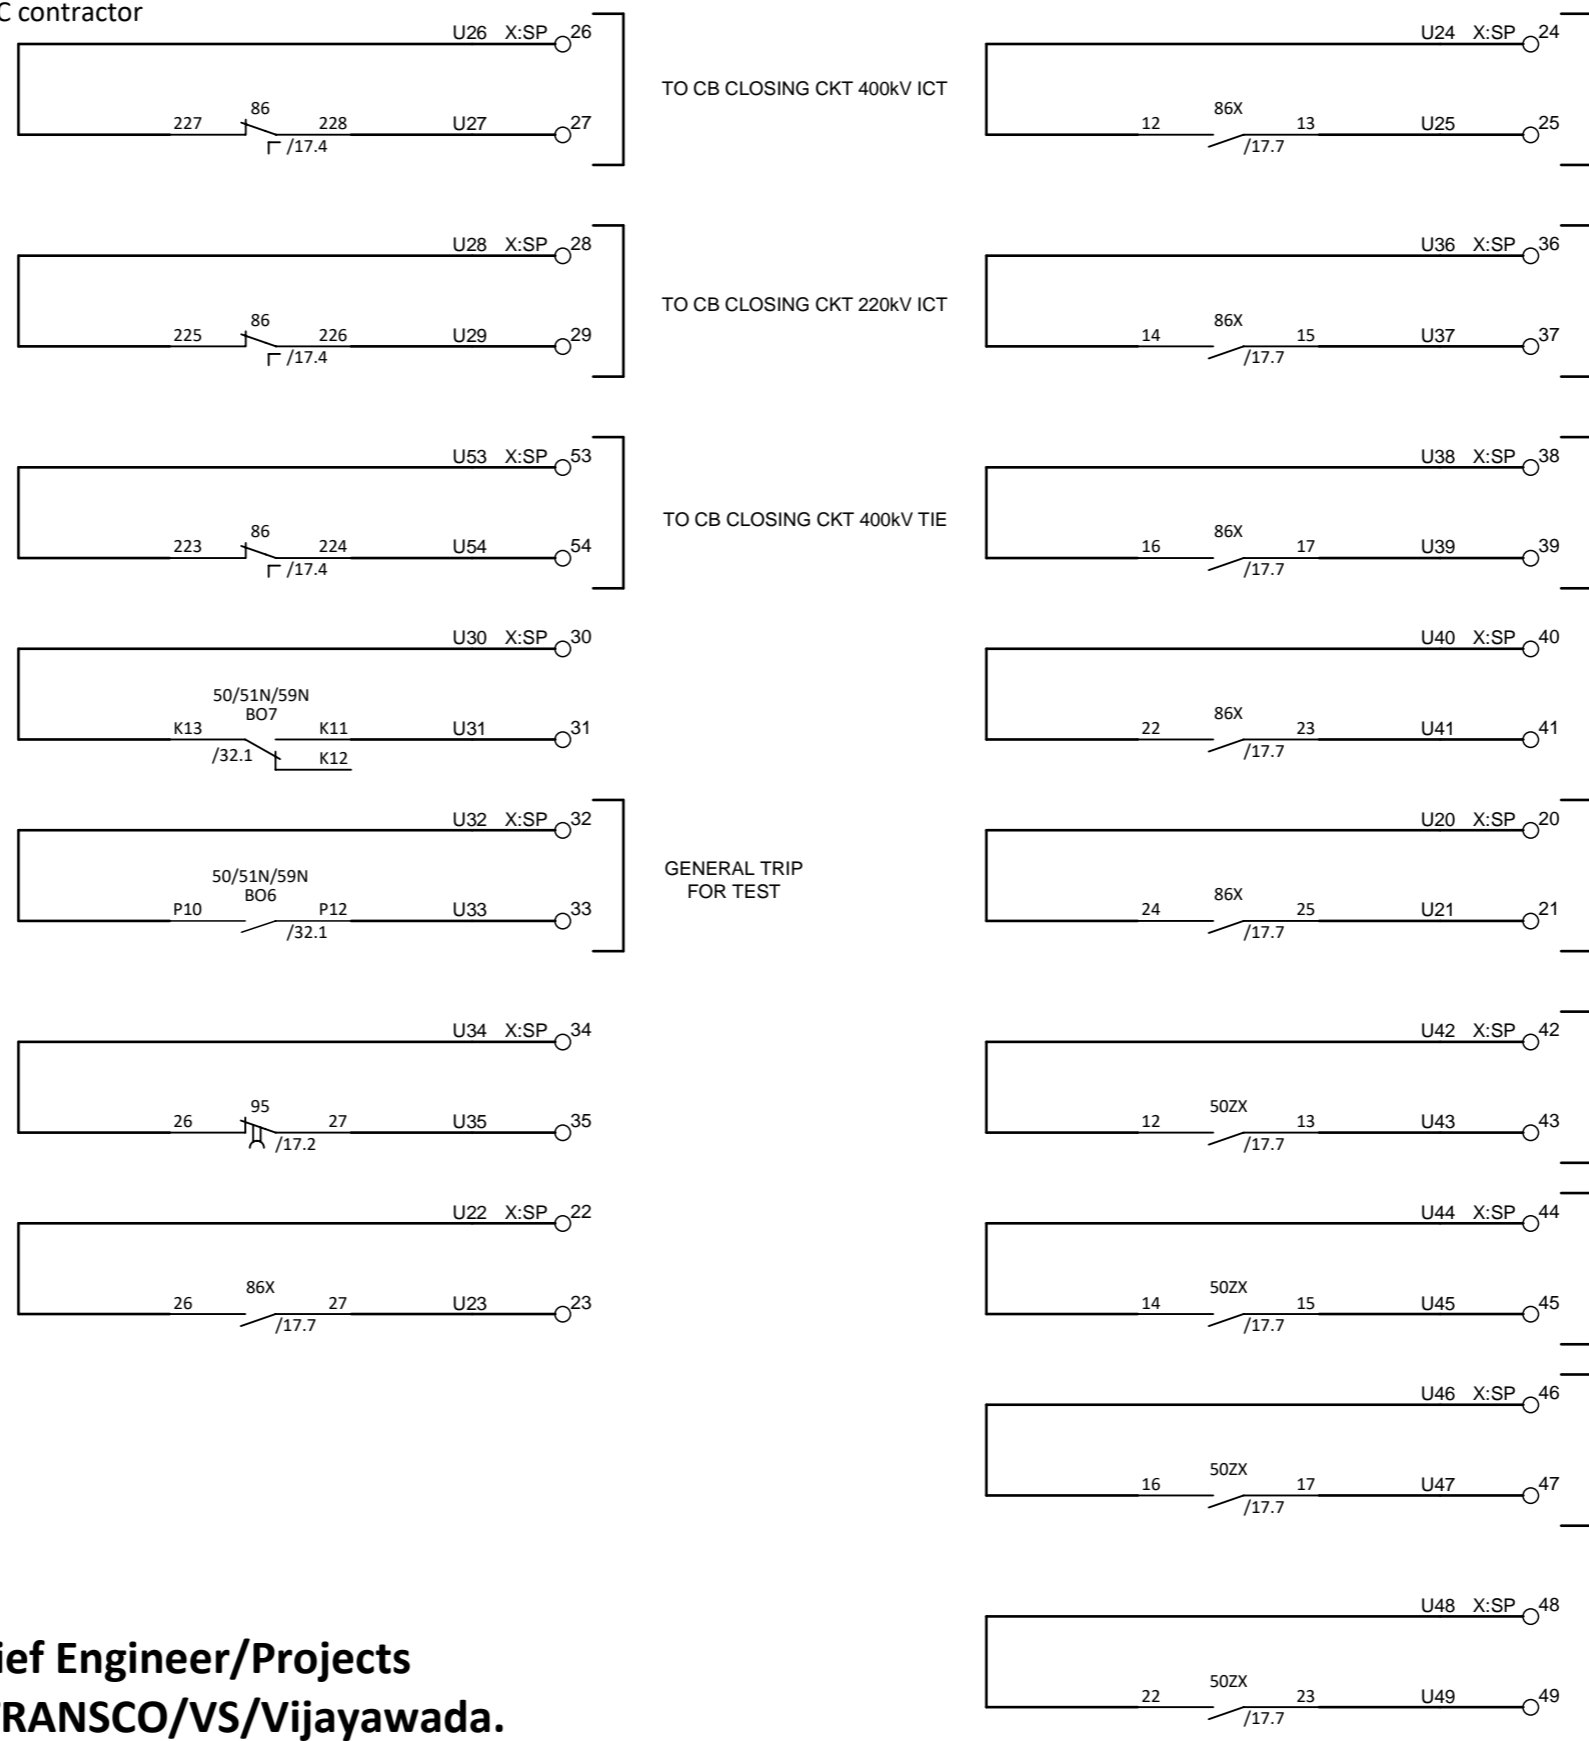 C contractor
U26 X:SP 26
227 86 228 U27 27
/17.4
TO CB CLOSING CKT 400kV ICT
U28 X:SP 28
225 86 226 U29 29
/17.4
TO CB CLOSING CKT 220kV ICT
U53 X:SP 53
223 86 224 U54 54
/17.4
TO CB CLOSING CKT 400kV TIE
U30 X:SP 30
50/51N/59N
BO7
K13 K11 U31 31
/32.1 K12
U32 X:SP 32
50/51N/59N
BO6
P10 P12 U33 33
/32.1
GENERAL TRIP
FOR TEST
U34 X:SP 34
26 95 27 U35 35
/17.2
U22 X:SP 22
86X
26 27 U23 23
/17.7
U24 X:SP 24
86X
12 13 U25 25
/17.7
U36 X:SP 36
86X
14 15 U37 37
/17.7
U38 X:SP 38
86X
16 17 U39 39
/17.7
U40 X:SP 40
86X
22 23 U41 41
/17.7
U20 X:SP 20
86X
24 25 U21 21
/17.7
U42 X:SP 42
50ZX
12 13 U43 43
/17.7
U44 X:SP 44
50ZX
14 15 U45 45
/17.7
U46 X:SP 46
50ZX
16 17 U47 47
/17.7
U48 X:SP 48
50ZX
22 23 U49 49
/17.7
ief Engineer/Projects
RANSCO/VS/Vijayawada.